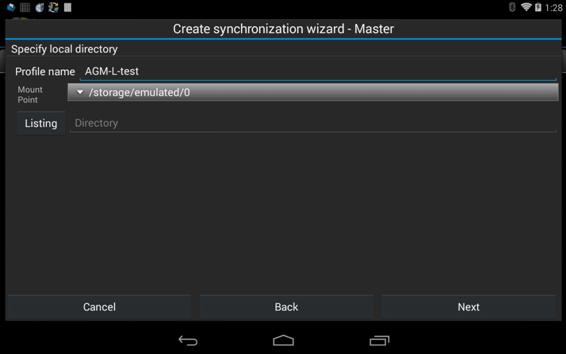 1:28
Create synchronization wizard - Master
Specify local directory
Profile name AGM-L-test
Mount
Point
/storage/emulated/0
Listing Directory
Cancel Back Next